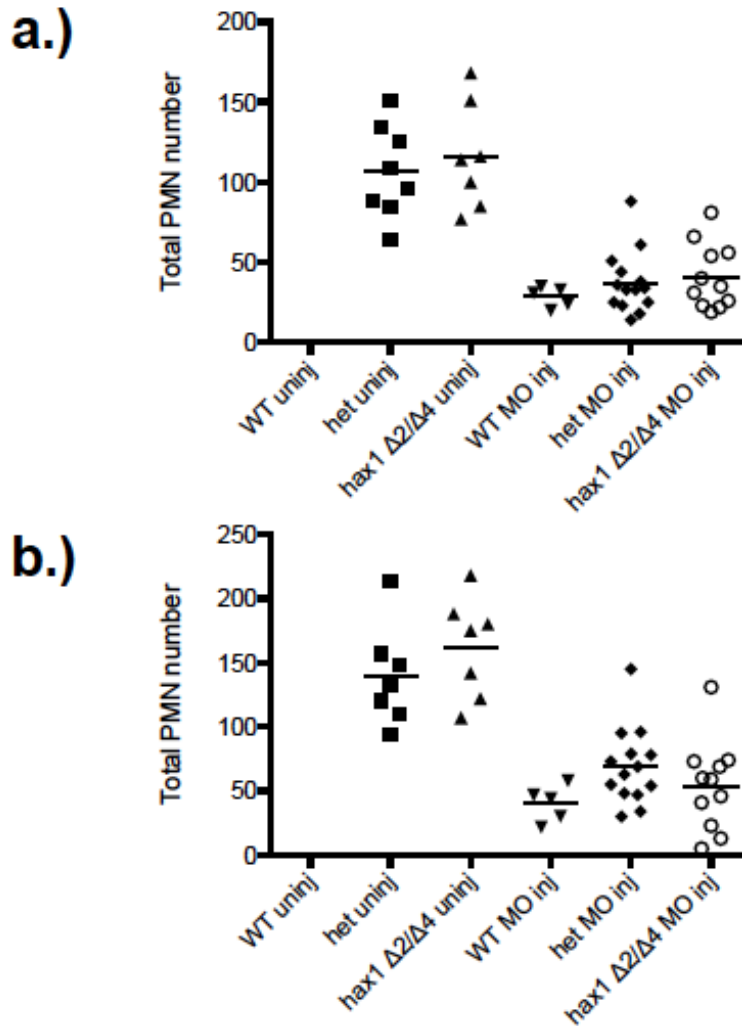 a.)
Total PMN number
200
150
100
50
0
WT uninj
het uninj
hax1 Δ2/Δ4 uninj
WT MO inj
het MO inj
hax1 Δ2/Δ4 MO inj
b.)
Total PMN number
250
200
150
100
50
0
WT uninj
het uninj
hax1 Δ2/Δ4 uninj
WT MO inj
het MO inj
hax1 Δ2/Δ4 MO inj